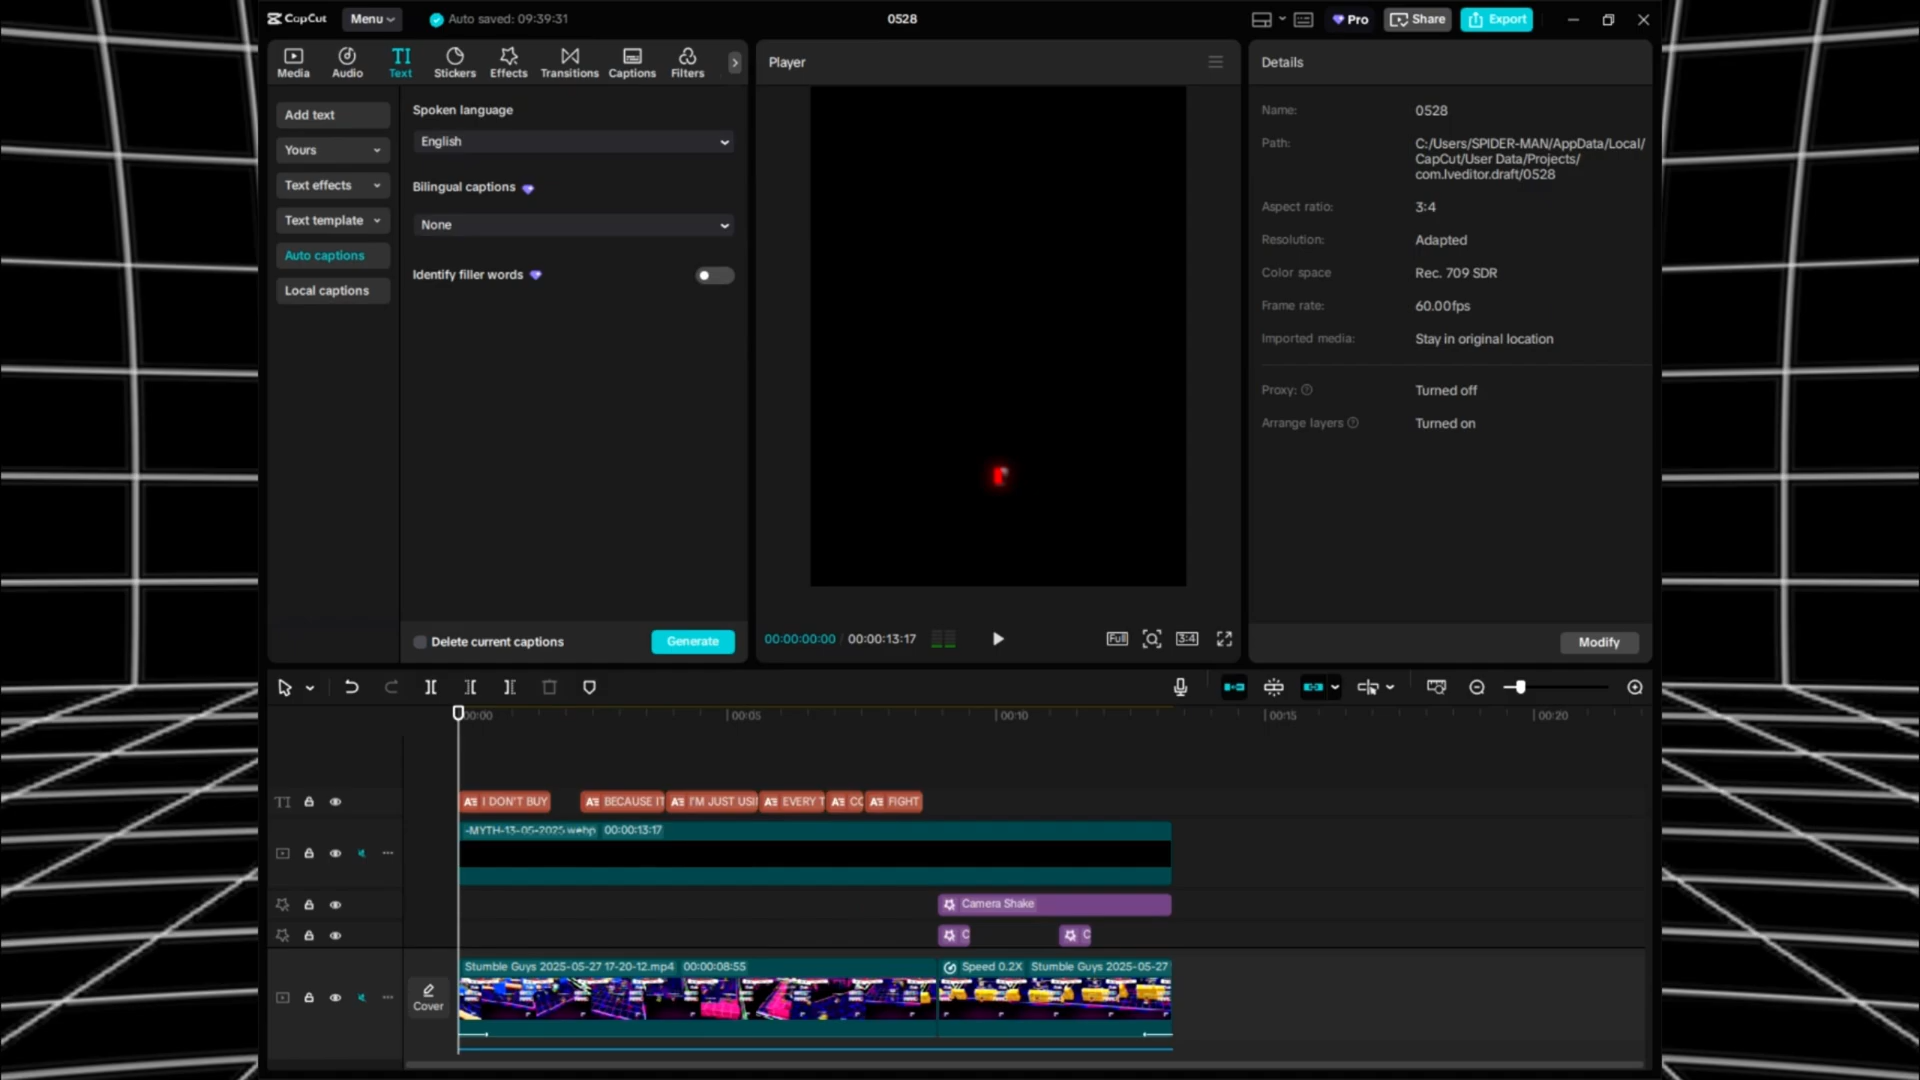 CapCut
Menu
Auto saved: 09:39:31
0528
Pro
Share
Export
Media
Audio
TI
Text
Stickers
Effects
Transitions
Captions
Filters
Player
Details
Add text
Yours
Text effects
Text template
Auto captions
Local captions
Spoken language
English
Bilingual captions
None
Identify filler words
Delete current captions
Generate
00:00:00:00 / 00:00:13:17
Full
3:4
Name:
0528
Path:
C:/Users/SPIDER-MAN/AppData/Local/
CapCut/User Data/Projects/
com.lveditor.draft/0528
Aspect ratio:
3:4
Resolution:
Adapted
Color space
Rec. 709 SDR
Frame rate:
60.00fps
Imported media:
Stay in original location
Proxy:
Turned off
Arrange layers
Turned on
Modify
00:00
00:05
00:10
00:15
00:20
TI
I DON'T BUY
BECAUSE IT
I'M JUST USI
EVERY T
CC
FIGHT
-MYTH-13-05-2025.webp 00:00:13:17
Camera Shake
C
C
Cover
Stumble Guys 2025-05-27 17-20-12.mp4 00:00:08:55
Speed 0.2X Stumble Guys 2025-05-27